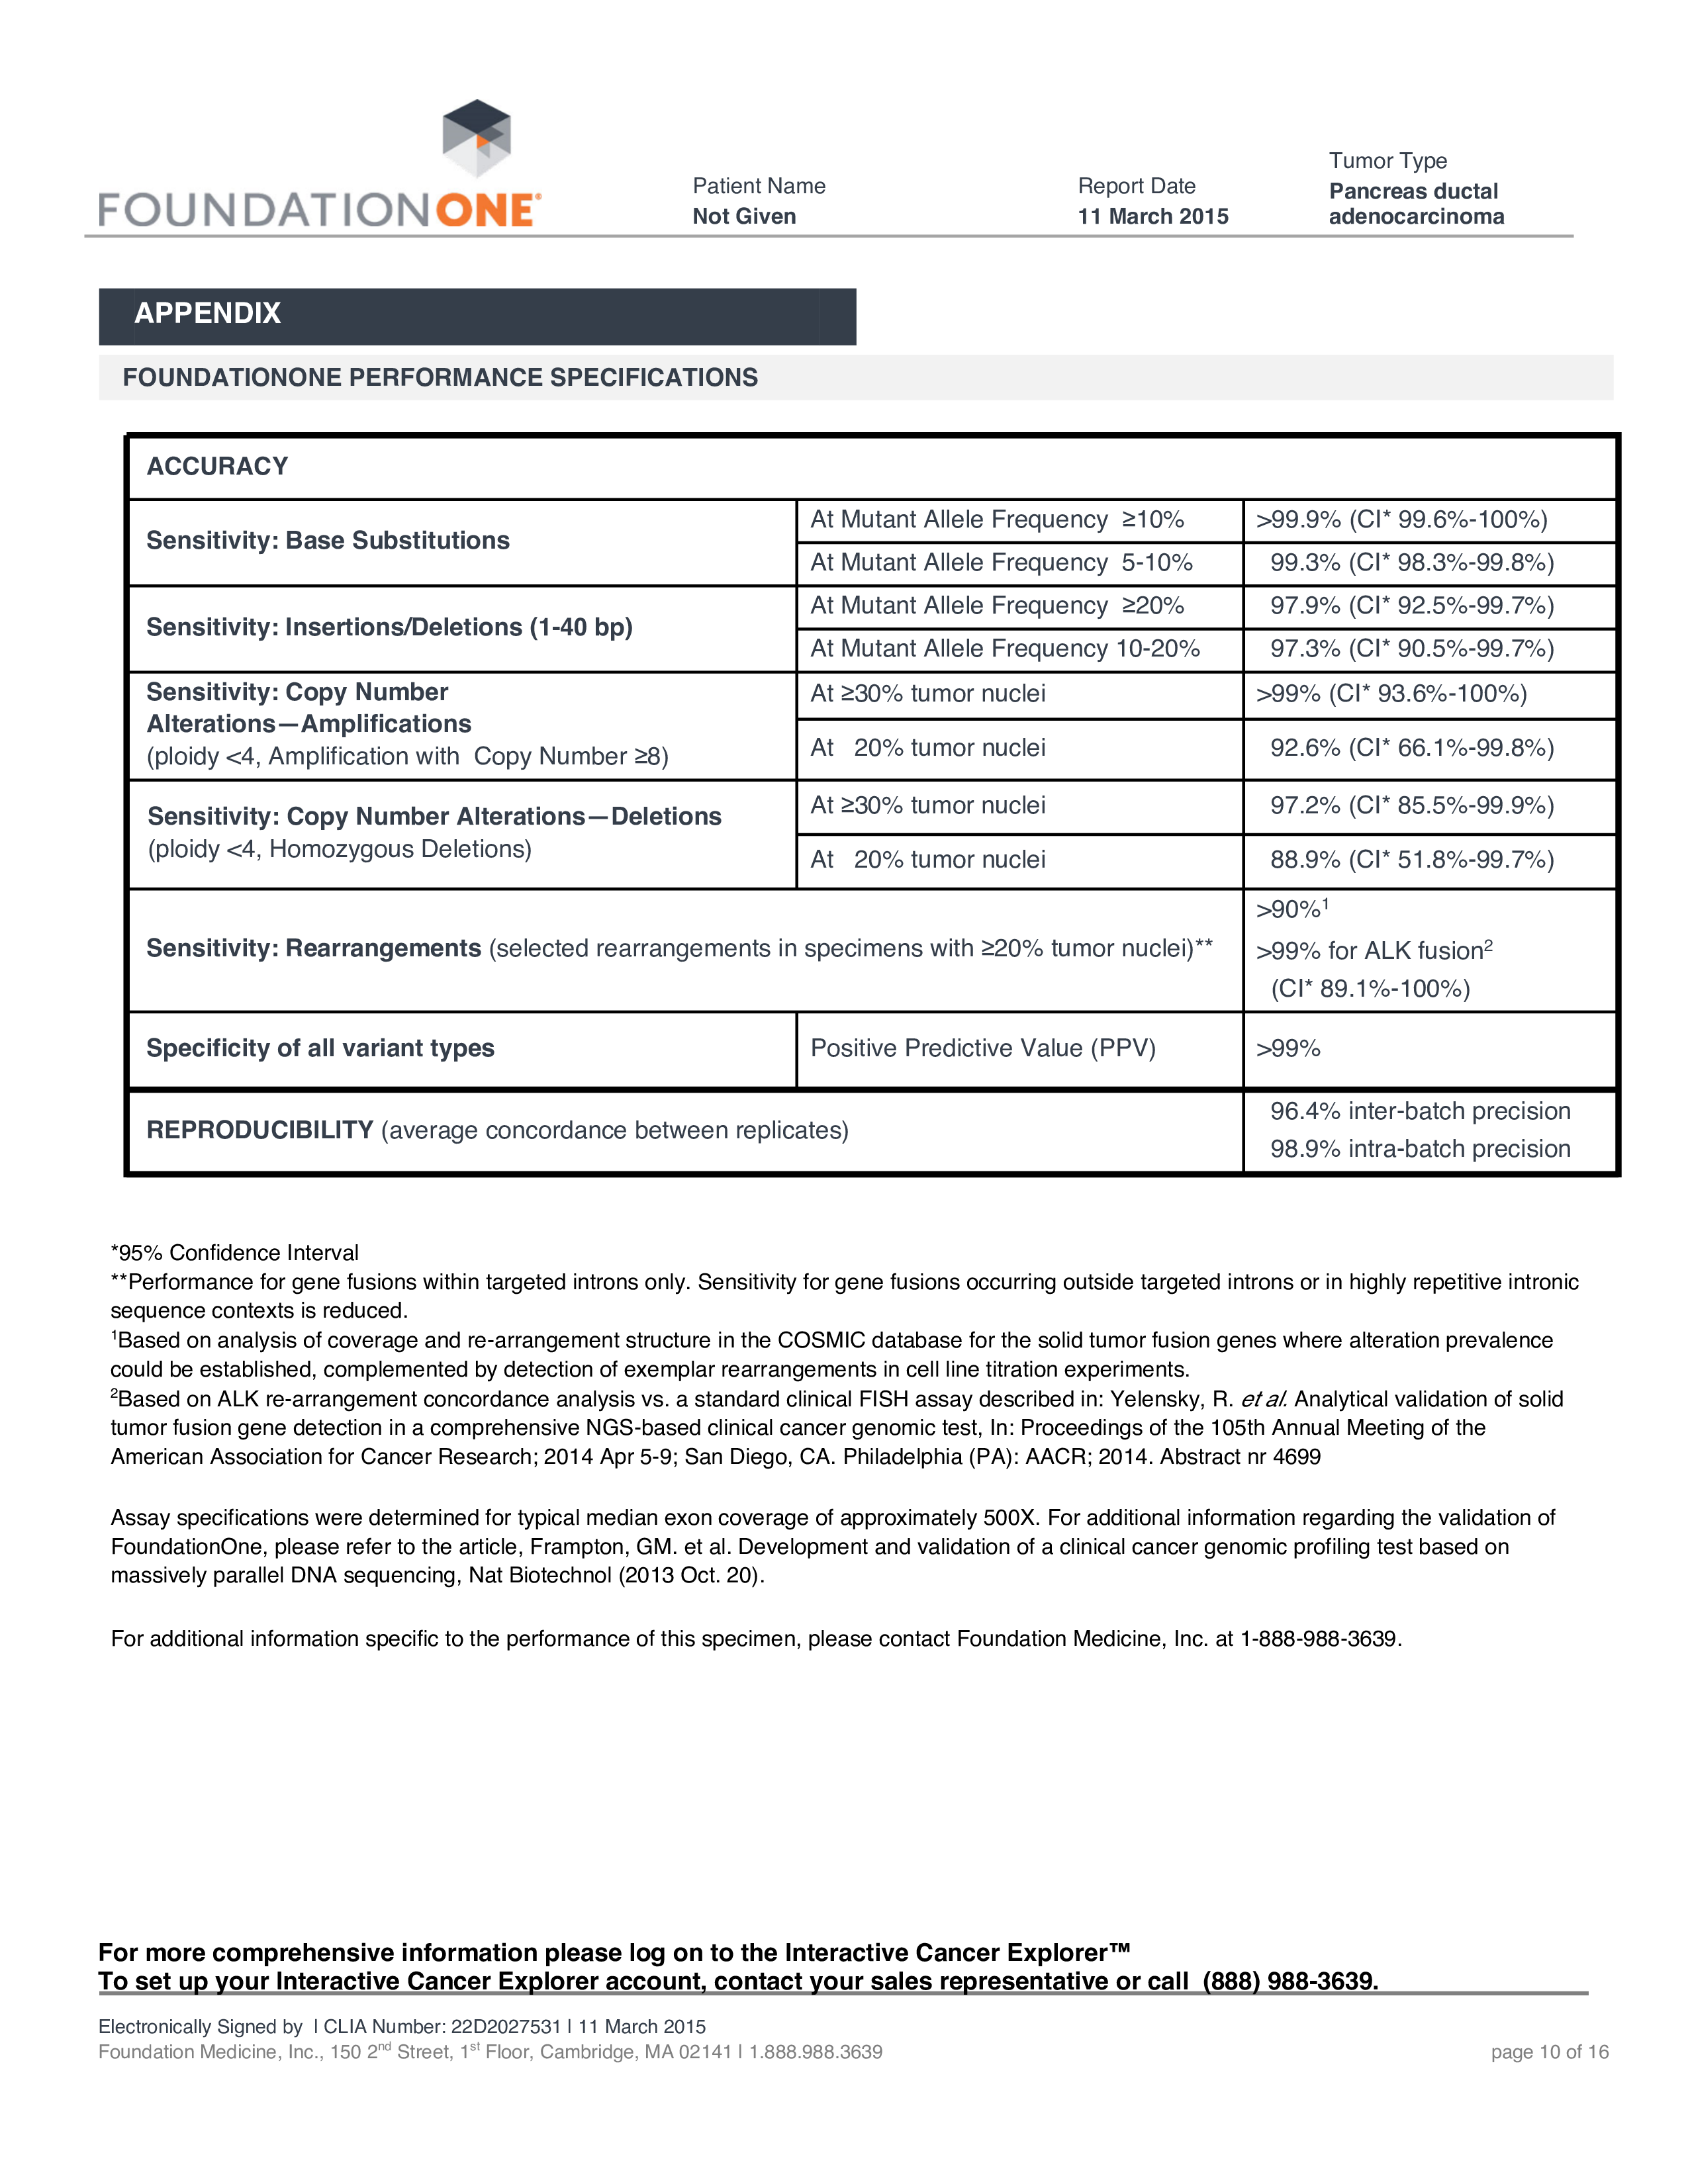 FOUNDATIONONE®
Patient Name
Not Given
Report Date
11 March 2015
Tumor Type
Pancreas ductal
adenocarcinoma
APPENDIX
FOUNDATIONONE PERFORMANCE SPECIFICATIONS
ACCURACY
Sensitivity: Base Substitutions
At Mutant Allele Frequency ≥10%
>99.9% (CI* 99.6%-100%)
At Mutant Allele Frequency 5-10%
99.3% (CI* 98.3%-99.8%)
Sensitivity: Insertions/Deletions (1-40 bp)
At Mutant Allele Frequency ≥20%
97.9% (CI* 92.5%-99.7%)
At Mutant Allele Frequency 10-20%
97.3% (CI* 90.5%-99.7%)
Sensitivity: Copy Number
Alterations—Amplifications
(ploidy <4, Amplification with Copy Number ≥8)
At ≥30% tumor nuclei
>99% (CI* 93.6%-100%)
At 20% tumor nuclei
92.6% (CI* 66.1%-99.8%)
Sensitivity: Copy Number Alterations—Deletions
(ploidy <4, Homozygous Deletions)
At ≥30% tumor nuclei
97.2% (CI* 85.5%-99.9%)
At 20% tumor nuclei
88.9% (CI* 51.8%-99.7%)
Sensitivity: Rearrangements (selected rearrangements in specimens with ≥20% tumor nuclei)**
>90%¹
>99% for ALK fusion²
(CI* 89.1%-100%)
Specificity of all variant types
Positive Predictive Value (PPV)
>99%
REPRODUCIBILITY (average concordance between replicates)
96.4% inter-batch precision
98.9% intra-batch precision
*95% Confidence Interval
**Performance for gene fusions within targeted introns only. Sensitivity for gene fusions occurring outside targeted introns or in highly repetitive intronic
sequence contexts is reduced.
¹Based on analysis of coverage and re-arrangement structure in the COSMIC database for the solid tumor fusion genes where alteration prevalence
could be established, complemented by detection of exemplar rearrangements in cell line titration experiments.
²Based on ALK re-arrangement concordance analysis vs. a standard clinical FISH assay described in: Yelensky, R. et al. Analytical validation of solid
tumor fusion gene detection in a comprehensive NGS-based clinical cancer genomic test, In: Proceedings of the 105th Annual Meeting of the
American Association for Cancer Research; 2014 Apr 5-9; San Diego, CA. Philadelphia (PA): AACR; 2014. Abstract nr 4699
Assay specifications were determined for typical median exon coverage of approximately 500X. For additional information regarding the validation of
FoundationOne, please refer to the article, Frampton, GM. et al. Development and validation of a clinical cancer genomic profiling test based on
massively parallel DNA sequencing, Nat Biotechnol (2013 Oct. 20).
For additional information specific to the performance of this specimen, please contact Foundation Medicine, Inc. at 1-888-988-3639.
For more comprehensive information please log on to the Interactive Cancer Explorer™
To set up your Interactive Cancer Explorer account, contact your sales representative or call (888) 988-3639.
Electronically Signed by | CLIA Number: 22D2027531 | 11 March 2015
Foundation Medicine, Inc., 150 2nd Street, 1st Floor, Cambridge, MA 02141 | 1.888.988.3639
page 10 of 16